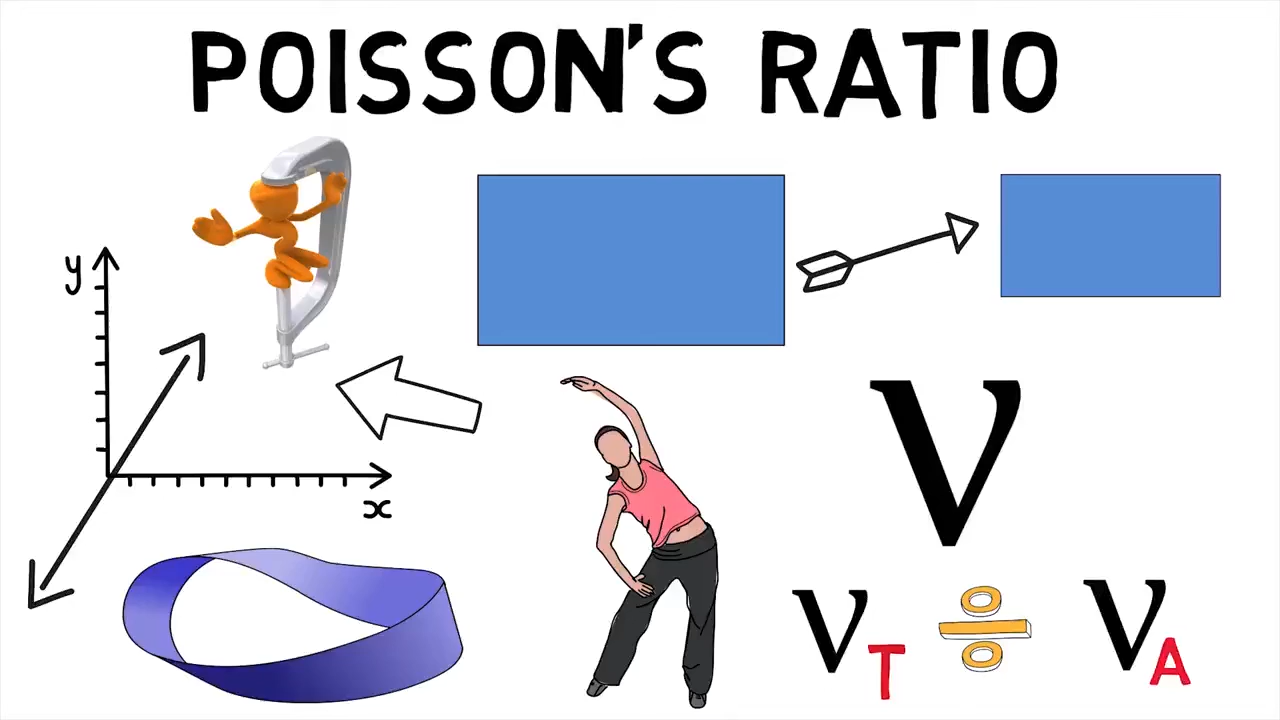 POISSON'S RATIO
y
x
ν
νT ÷ νA